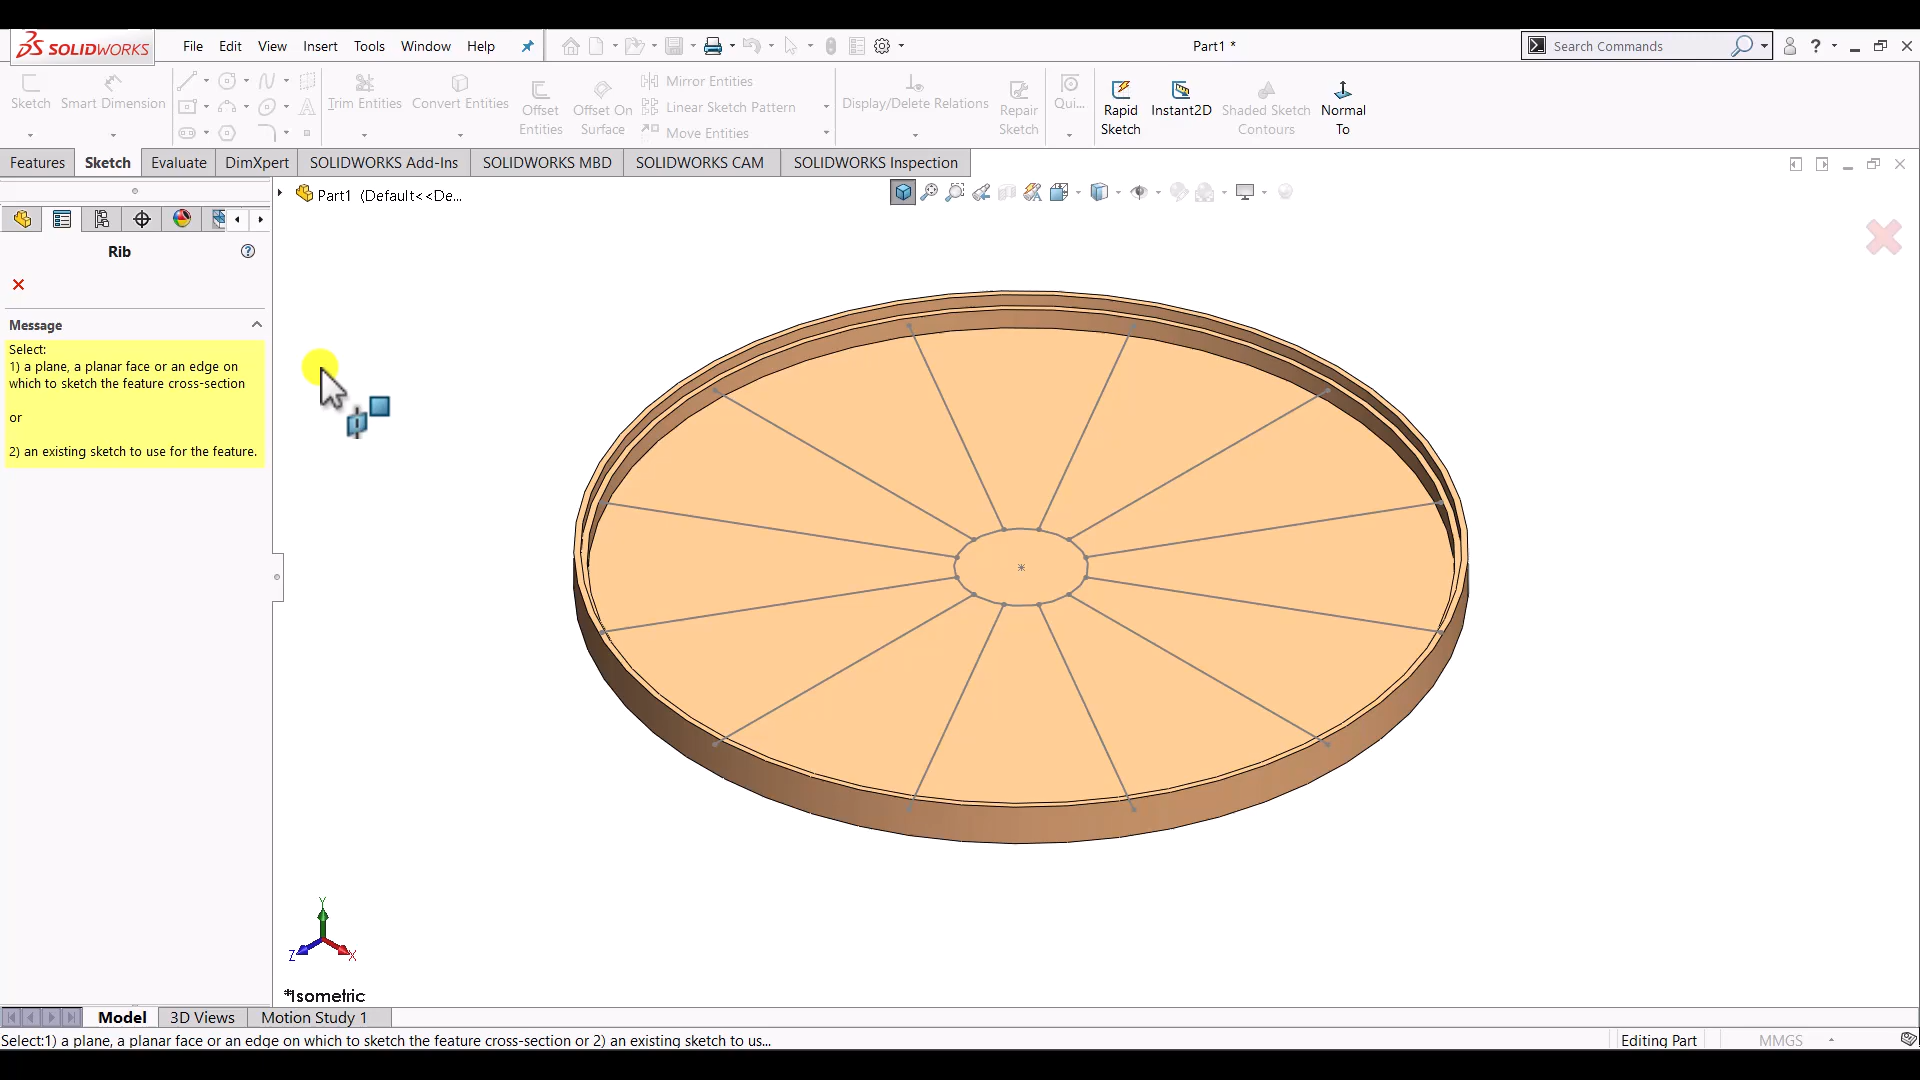 SOLIDWORKS File Edit View Insert Tools Window Help Part1 * Search Commands
Sketch Smart Dimension Trim Entities Convert Entities Offset Entities Offset On Surface Mirror Entities Linear Sketch Pattern Move Entities Display/Delete Relations Repair Sketch Qui... Rapid Sketch Instant2D Shaded Sketch Contours Normal To
Features Sketch Evaluate DimXpert SOLIDWORKS Add-Ins SOLIDWORKS MBD SOLIDWORKS CAM SOLIDWORKS Inspection
Part1 (Default<<De...
Rib
Message
Select:
1) a plane, a planar face or an edge on
which to sketch the feature cross-section
or
2) an existing sketch to use for the feature.
Y
Z X
*Isometric
Model 3D Views Motion Study 1
Select:1) a plane, a planar face or an edge on which to sketch the feature cross-section or 2) an existing sketch to us... Editing Part MMGS